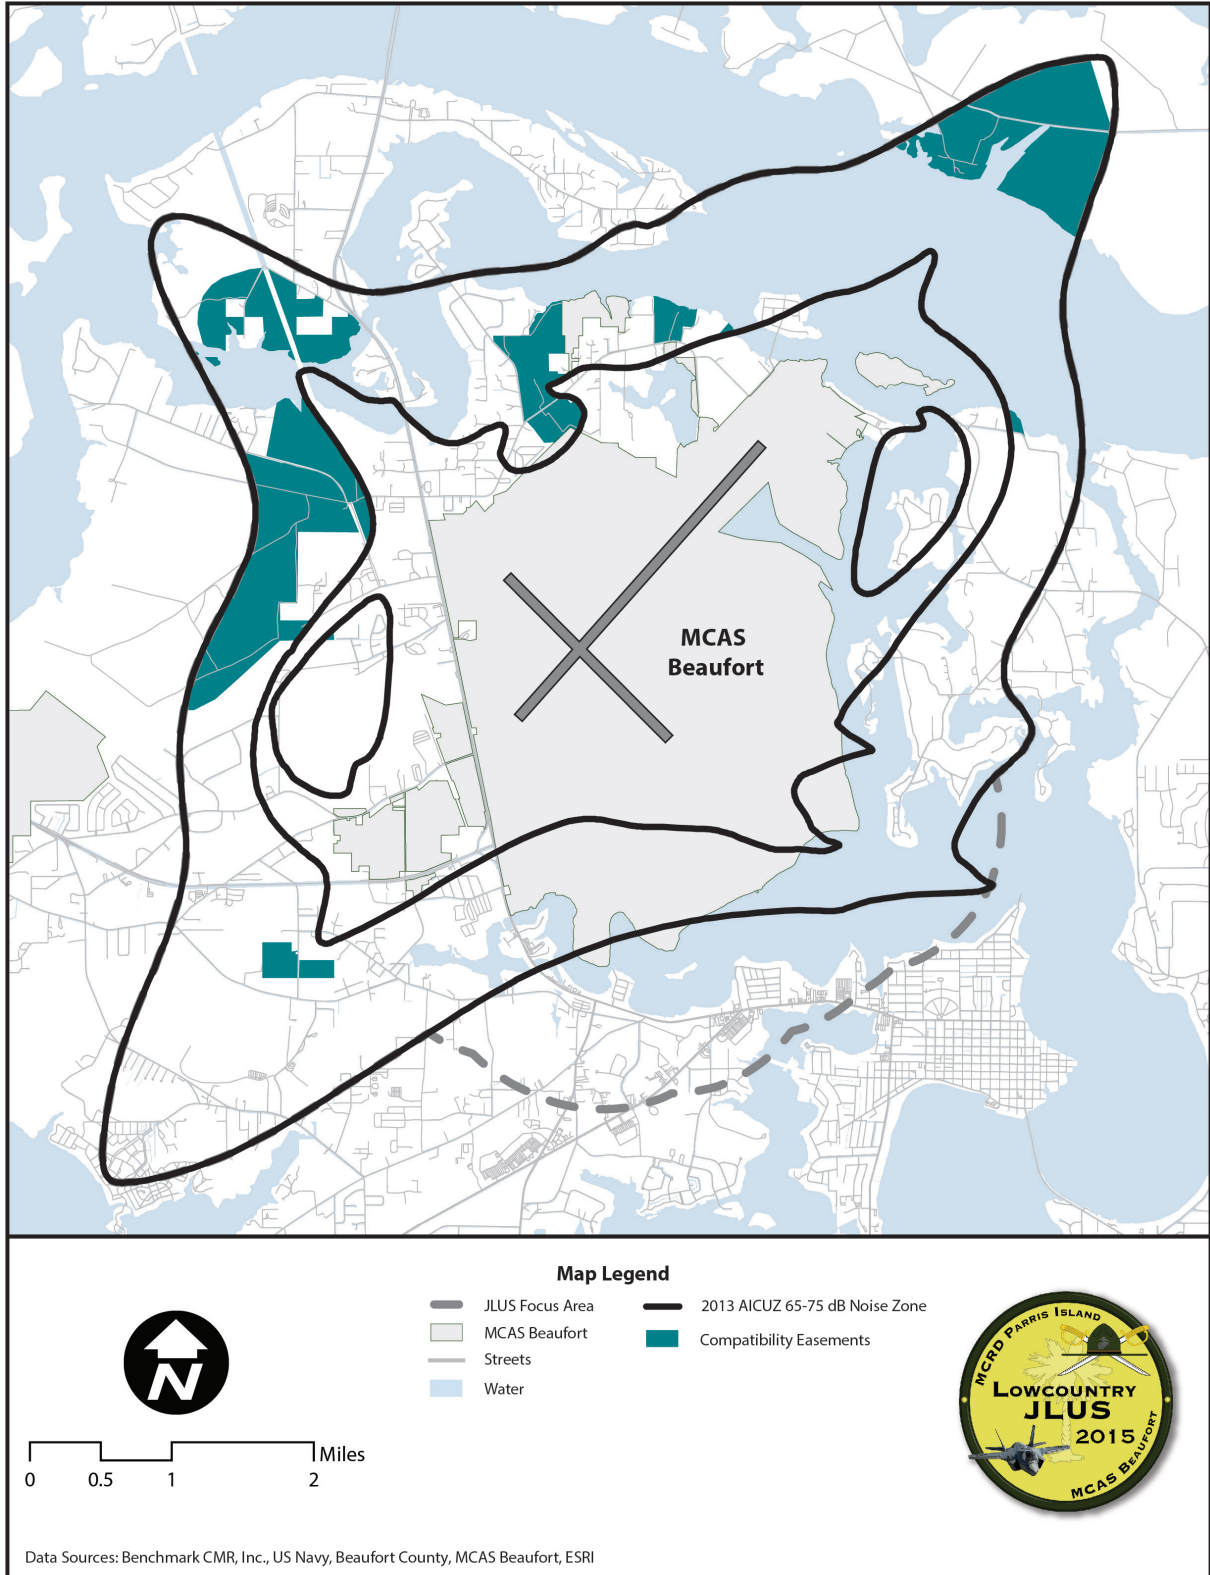 MCAS
Beaufort
Map Legend
JLUS Focus Area
MCAS Beaufort
Streets
Water
2013 AICUZ 65-75 dB Noise Zone
Compatibility Easements
N
0 0.5 1 2 Miles
MCRD PARRIS ISLAND
LOWCOUNTRY
JLUS
2015
MCAS BEAUFORT
Data Sources: Benchmark CMR, Inc., US Navy, Beaufort County, MCAS Beaufort, ESRI